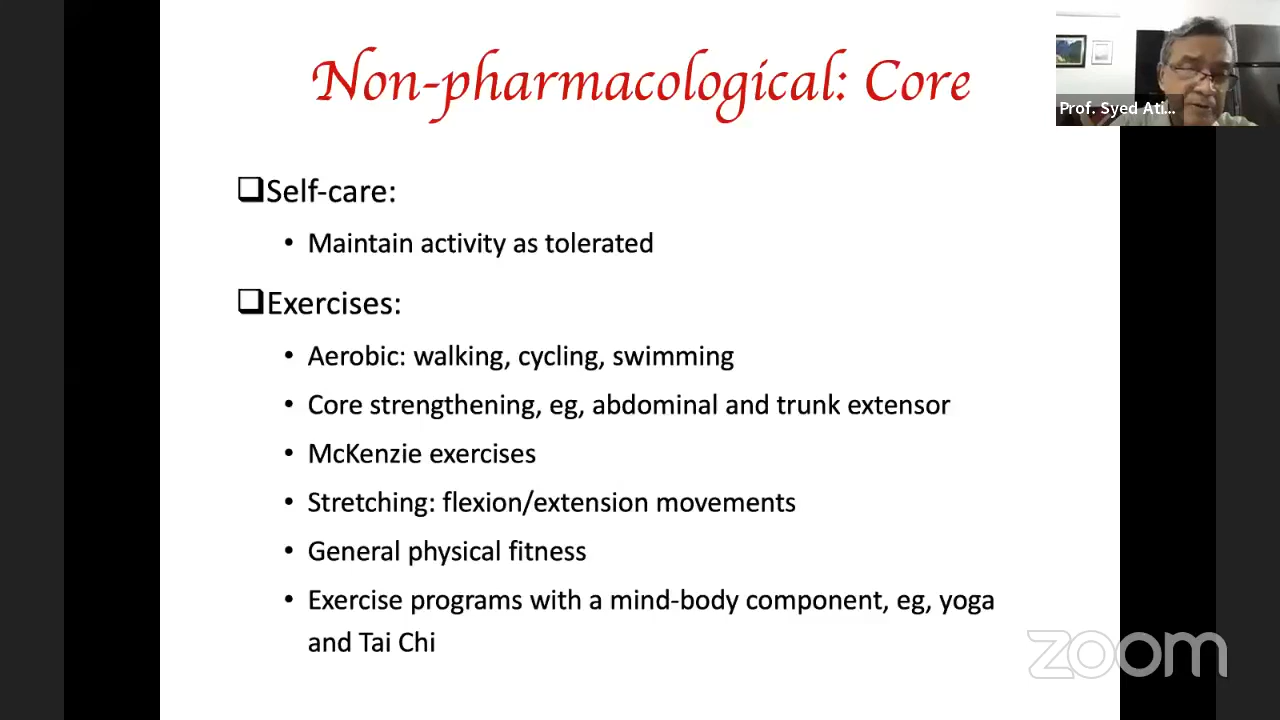 Non-pharmacological: Core
Prof. Syed Ati...
❑Self-care:
• Maintain activity as tolerated
❑Exercises:
• Aerobic: walking, cycling, swimming
• Core strengthening, eg, abdominal and trunk extensor
• McKenzie exercises
• Stretching: flexion/extension movements
• General physical fitness
• Exercise programs with a mind-body component, eg, yoga
and Tai Chi
zoom